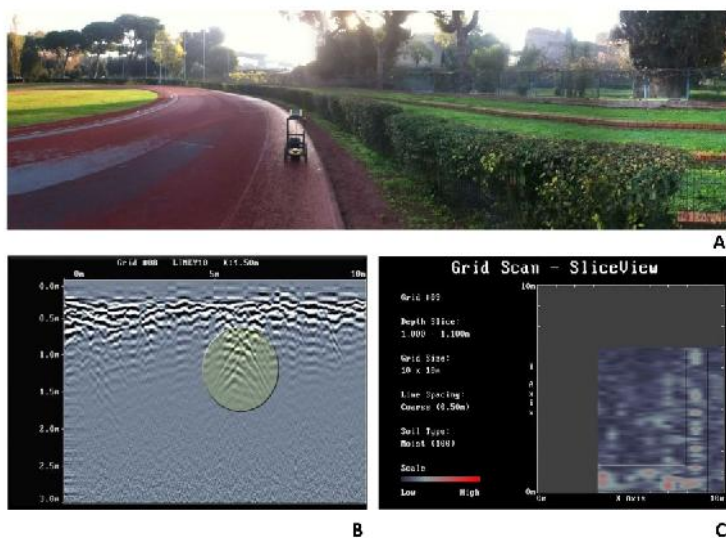 A
Grid #08 LINEY10 X:1.50m
0m 5m 10m
0.0m
0.5m
1.0m
1.5m
2.0m
2.5m
3.0m
B
Grid Scan - SliceView
Grid #09
Depth Slice:
1.000 - 1.100m
Grid Size:
10 x 10m
Line Spacing:
Coarse (0.50m)
Soil Type:
Moist (100)
Scale
Low High
10m
0m X Axis 10m
C